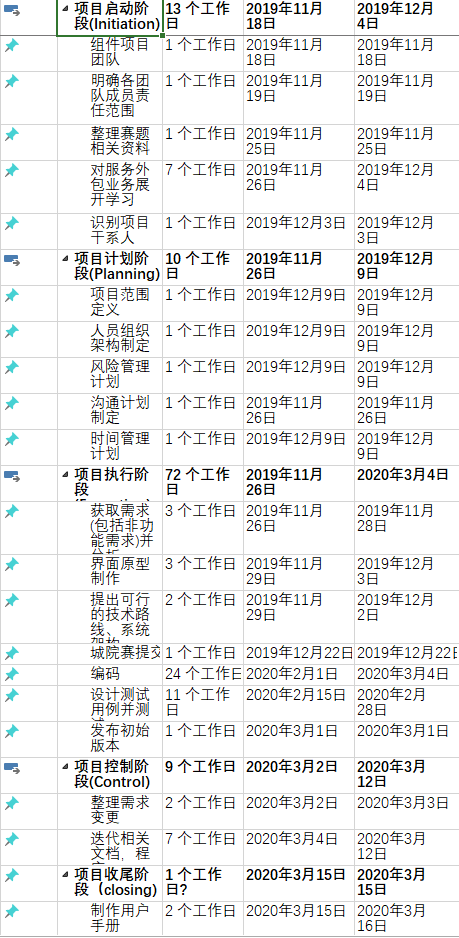 项目启动阶 13 个工作 2019年11月 2019年12月
段(Initiation) 日 18日 4日
组件项目 1 个工作日 2019年11月 2019年11月
团队 18日 18日
明确各团 1 个工作日 2019年11月 2019年11月
队成员责 19日 19日
任范围
整理赛题 1 个工作日 2019年11月 2019年11月
相关资料 25日 25日
对服务外 7 个工作日 2019年11月 2019年12月
包业务展 26日 4日
开学习
识别项目 1 个工作日 2019年12月3日 2019年12月
干系人 3日
项目计划阶 10 个工作 2019年11月 2019年12月
段(Planning) 日 26日 9日
项目范围 1 个工作日 2019年12月9日 2019年12月
定义 9日
人员组织 1 个工作日 2019年12月9日 2019年12月
架构制定 9日
风险管理 1 个工作日 2019年12月9日 2019年12月
计划 9日
沟通计划 1 个工作日 2019年11月 2019年11月
制定 26日 26日
时间管理 1 个工作日 2019年12月9日 2019年12月
计划 9日
项目执行阶 72 个工作 2019年11月 2020年3月4日
段 日 26日
获取需求 3 个工作日 2019年11月 2019年11月
(包括非功 26日 28日
能需求)并
界面原型 3 个工作日 2019年11月 2019年12月
制作 29日 3日
提出可行 2 个工作日 2019年11月 2019年12月
的技术路 29日 2日
线、系统
城院赛提交 1 个工作日 2019年12月22日 2019年12月22日
编码 24 个工作日 2020年2月1日 2020年3月4日
设计测试 11 个工作 2020年2月15日 2020年2月
用例并测 日 28日
发布初始 1 个工作日 2020年3月1日 2020年3月1日
版本
项目控制阶 9 个工作日 2020年3月2日 2020年3月
段(Control) 12日
整理需求 2 个工作日 2020年3月2日 2020年3月3日
变更
迭代相关 7 个工作日 2020年3月4日 2020年3月
文档，程 12日
项目收尾阶 1 个工作 2020年3月15日 2020年3月
段（closing) 日? 15日
制作用户 2 个工作日 2020年3月15日 2020年3月
手册 16日